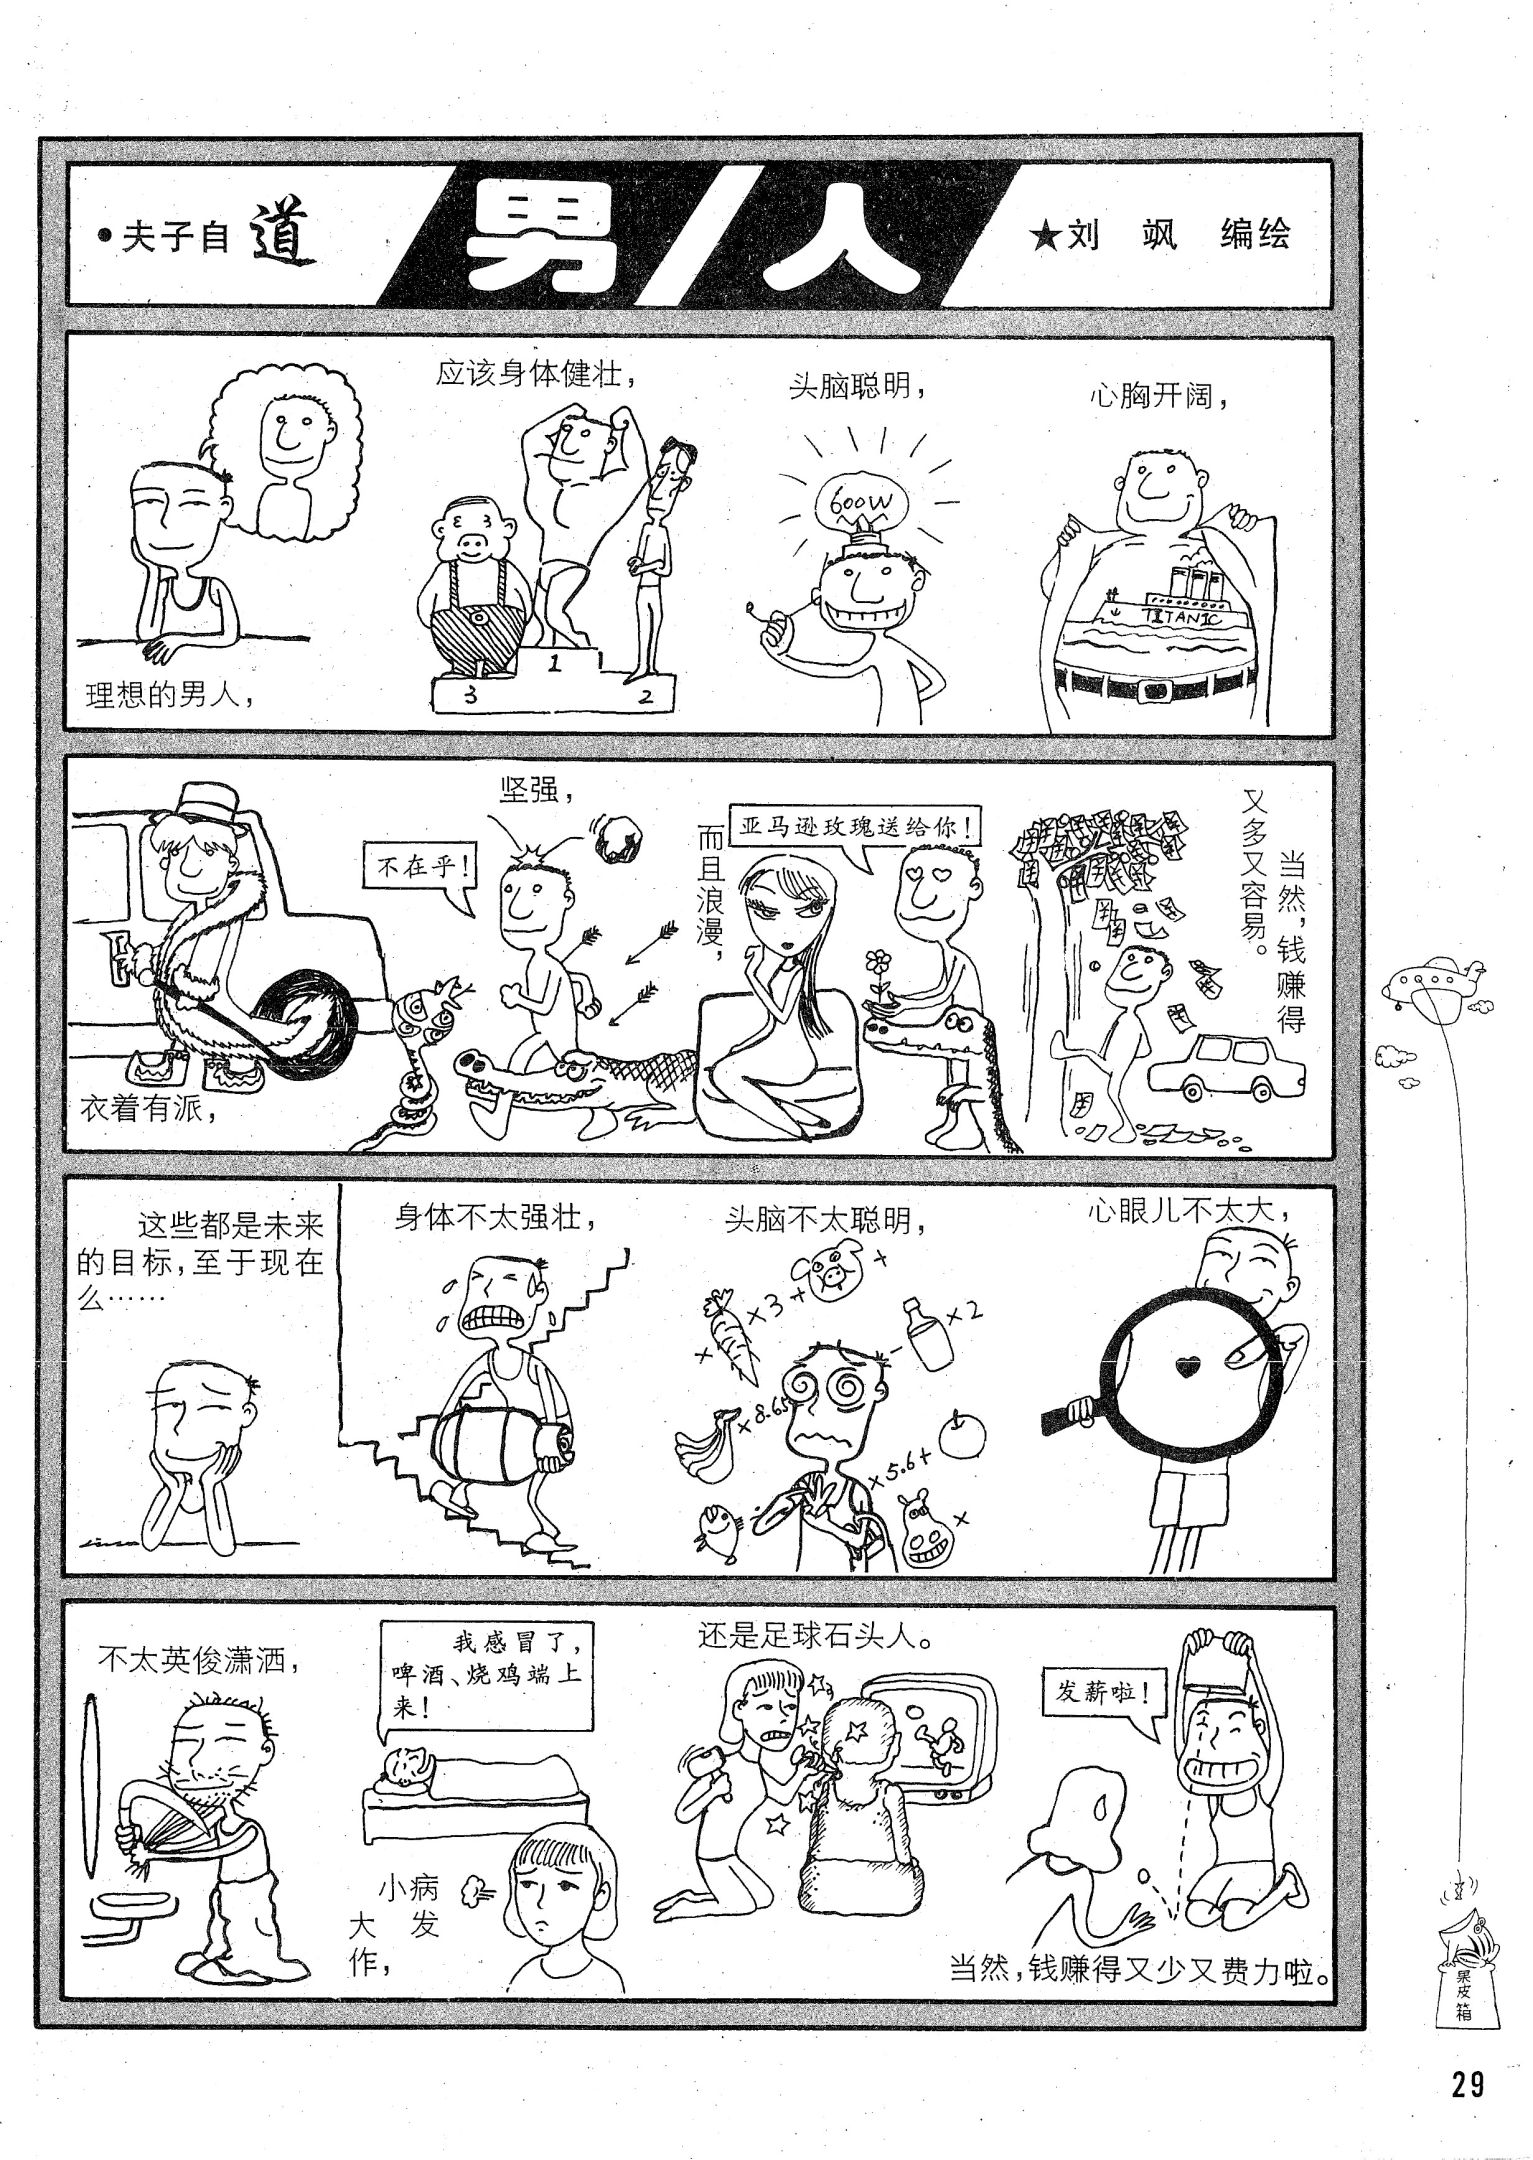 •夫子自道
男人
★刘飒 编绘
理想的男人，
应该身体健壮，
3
1
2
头脑聪明，
600W
心胸开阔，
TITANIC
衣着有派，
坚强，
不在乎！
而且浪漫，
亚马逊玫瑰送给你！
当然，钱赚得
又多又容易。
这些都是未来
的目标，至于现在
么……
身体不太强壮，
头脑不太聪明，
×3+
+
×2
-
×
×8.65
×5.6+
×
心眼儿不太大，
不太英俊潇洒，
我感冒了，
啤酒、烧鸡端上
来！
小病
大发
作，
还是足球石头人。
发薪啦！
当然，钱赚得又少又费力啦。
果皮箱
29